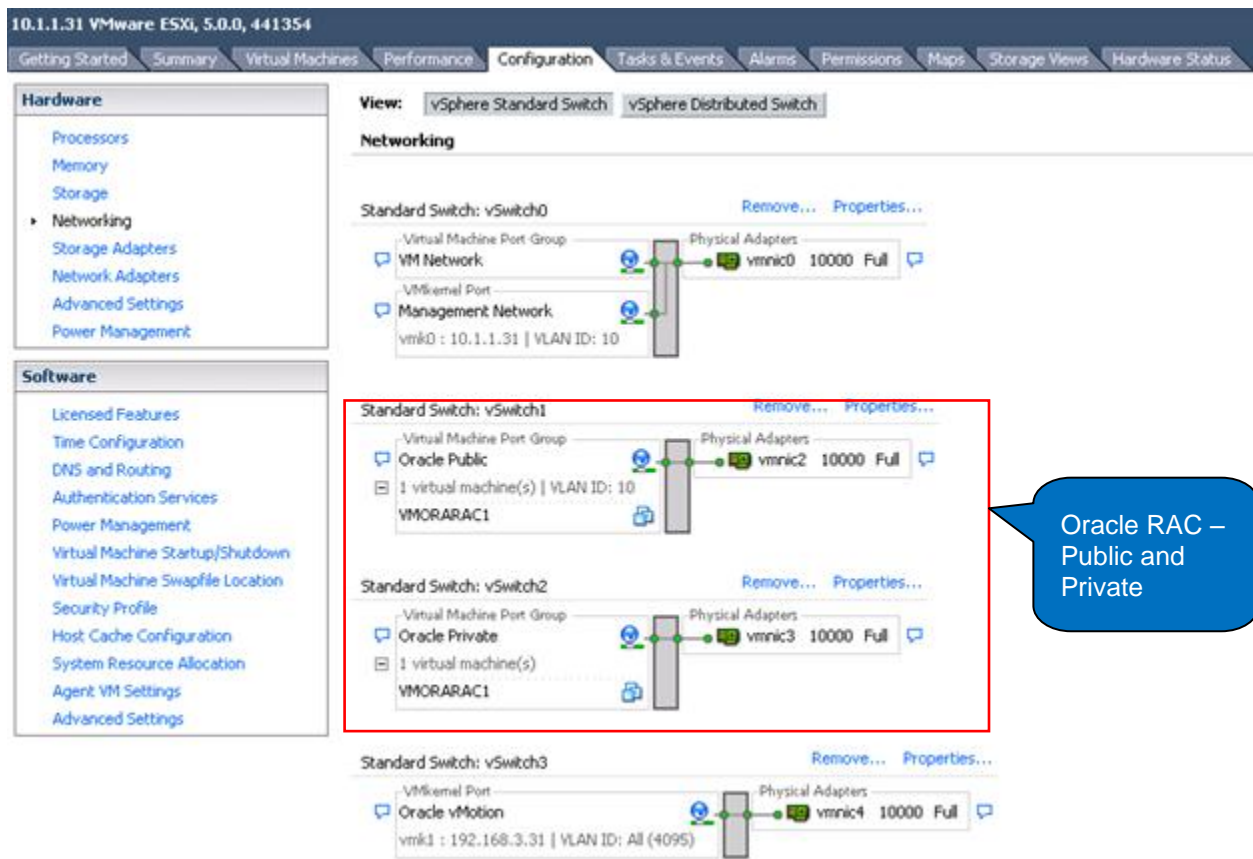 10.1.1.31 VMware ESXi, 5.0.0, 441354
Getting Started Summary Virtual Machines Performance Configuration Tasks & Events Alarms Permissions Maps Storage Views Hardware Status
Hardware
Processors
Memory
Storage
Networking
Storage Adapters
Network Adapters
Advanced Settings
Power Management
Software
Licensed Features
Time Configuration
DNS and Routing
Authentication Services
Power Management
Virtual Machine Startup/Shutdown
Virtual Machine Swapfile Location
Security Profile
Host Cache Configuration
System Resource Allocation
Agent VM Settings
Advanced Settings
View: vSphere Standard Switch vSphere Distributed Switch
Networking
Standard Switch: vSwitch0 Remove... Properties...
Virtual Machine Port Group Physical Adapters
VM Network vmnic0 10000 Full
VMkernel Port
Management Network
vmk0 : 10.1.1.31 | VLAN ID: 10
Standard Switch: vSwitch1 Remove... Properties...
Virtual Machine Port Group Physical Adapters
Oracle Public vmnic2 10000 Full
1 virtual machine(s) | VLAN ID: 10
VMORARAC1
Standard Switch: vSwitch2 Remove... Properties...
Virtual Machine Port Group Physical Adapters
Oracle Private vmnic3 10000 Full
1 virtual machine(s)
VMORARAC1
Standard Switch: vSwitch3 Remove... Properties...
VMkernel Port Physical Adapters
Oracle vMotion vmnic4 10000 Full
vmk1 : 192.168.3.31 | VLAN ID: All (4095)
Oracle RAC –
Public and
Private